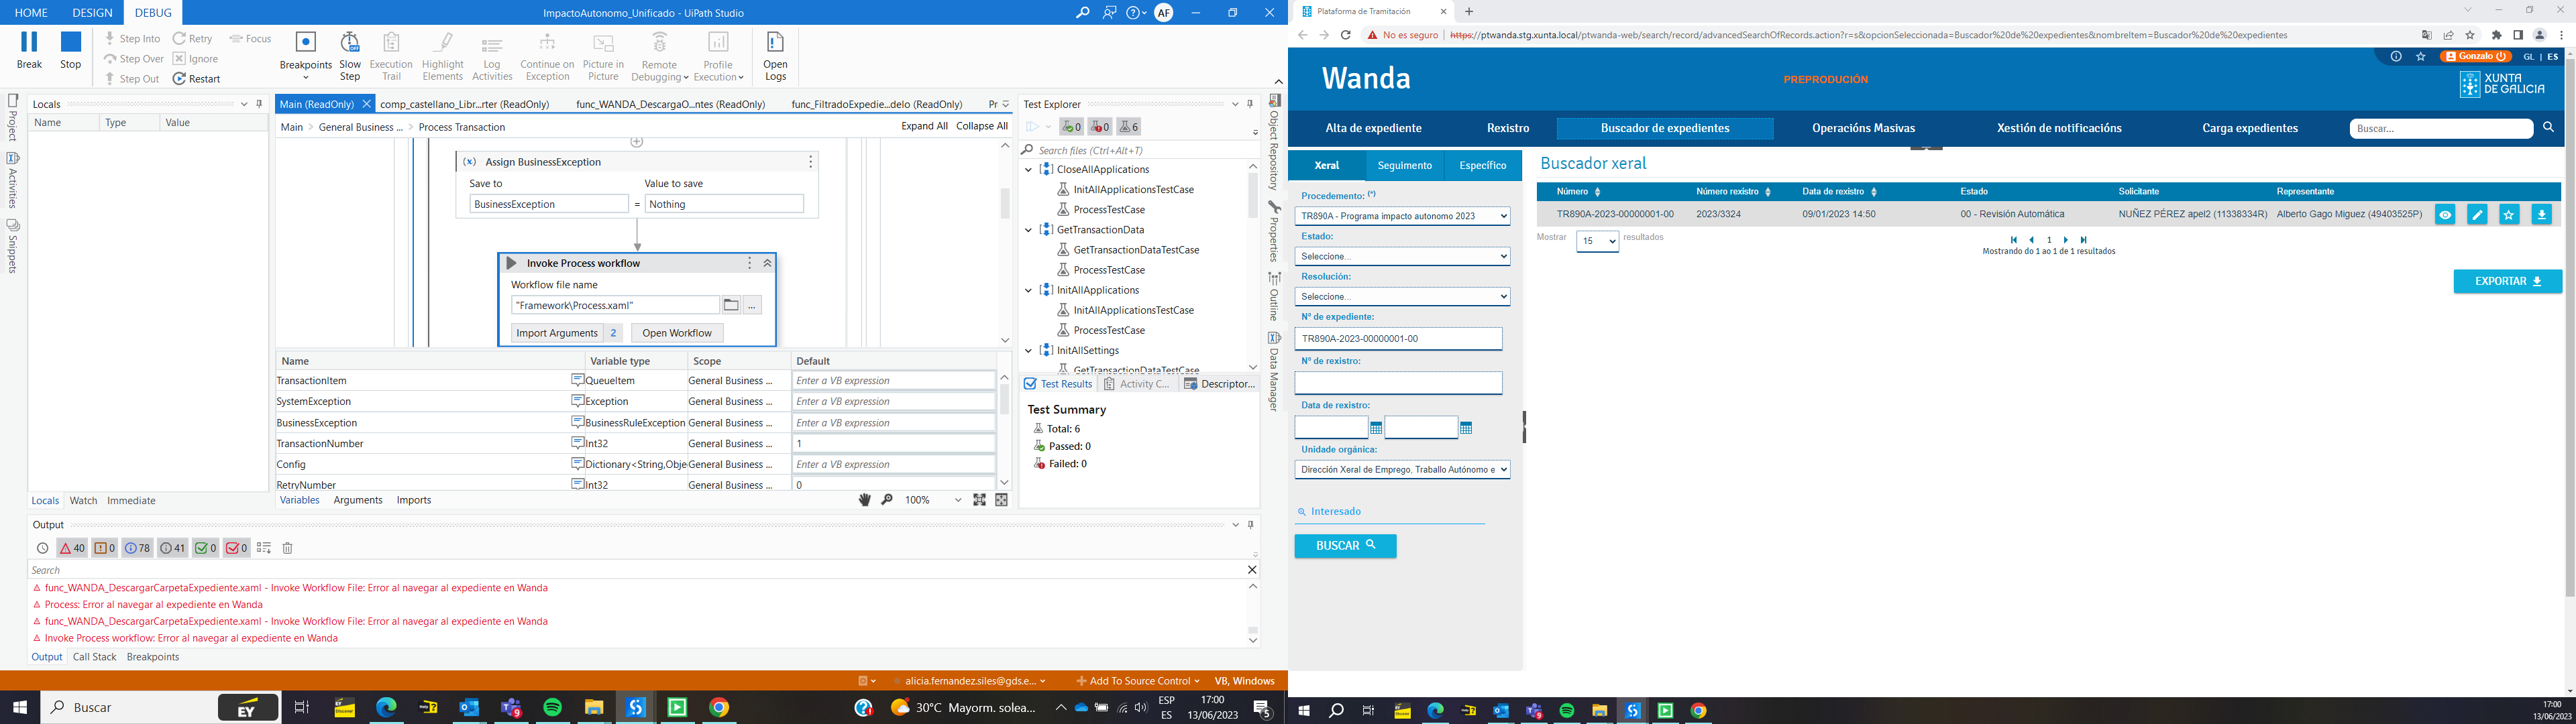 HOME DESIGN DEBUG
ImpactoAutonomo_Unificado - UiPath Studio
AF
Break
Stop
Step Into
Step Over
Step Out
Retry
Ignore
Restart
Focus
Breakpoints
Slow Step
Execution Trail
Highlight Elements
Log Activities
Continue on Exception
Picture in Picture
Remote Debugging
Profile Execution
Open Logs
Project
Activities
Snippets
Locals
Name Type Value
Locals Watch Immediate
Main (ReadOnly) comp_castellano_Libr...rter (ReadOnly) func_WANDA_DescargaO...ntes (ReadOnly) func_FiltradoExpedie...delo (ReadOnly) Pr
Main > General Business ... > Process Transaction
Expand All Collapse All
Assign BusinessException
Save to Value to save
BusinessException = Nothing
Invoke Process workflow
Workflow file name
"Framework\Process.xaml"
...
Import Arguments 2 Open Workflow
Name Variable type Scope Default
TransactionItem QueueItem General Business ... Enter a VB expression
SystemException Exception General Business ... Enter a VB expression
BusinessException BusinessRuleException General Business ... Enter a VB expression
TransactionNumber Int32 General Business ... 1
Config Dictionary<String,Obje General Business ... Enter a VB expression
RetryNumber Int32 General Business ... 0
Variables Arguments Imports
100%
Test Explorer
0 0 6
Search files (Ctrl+Alt+T)
CloseAllApplications
InitAllApplicationsTestCase
ProcessTestCase
GetTransactionData
GetTransactionDataTestCase
ProcessTestCase
InitAllApplications
InitAllApplicationsTestCase
ProcessTestCase
InitAllSettings
GetTransactionDataTestCase
Test Results Activity C... Descriptor...
Test Summary
Total: 6
Passed: 0
Failed: 0
Object Repository
Properties
Outline
Data Manager
Output
40 0 78 41 0 0
Search
func_WANDA_DescargarCarpetaExpediente.xaml - Invoke Workflow File: Error al navegar al expediente en Wanda
Process: Error al navegar al expediente en Wanda
func_WANDA_DescargarCarpetaExpediente.xaml - Invoke Workflow File: Error al navegar al expediente en Wanda
Invoke Process workflow: Error al navegar al expediente en Wanda
Output Call Stack Breakpoints
alicia.fernandez.siles@gds.e... Add To Source Control VB, Windows
Buscar
EY
30°C Mayorm. solea...
ESP
ES
17:00
13/06/2023
5
Plataforma de Tramitación
No es seguro https://ptwanda.stg.xunta.local/ptwanda-web/search/record/advancedSearchOfRecords.action?r=s&opcionSeleccionada=Buscador%20de%20expedientes&nombreItem=Buscador%20de%20expedientes
Gonzalo
GL | ES
Wanda
PREPRODUCIÓN
XUNTA
DE GALICIA
Alta de expediente Rexistro Buscador de expedientes Operacións Masivas Xestión de notificacións Carga expedientes Buscar...
Xeral Seguimento Específico
Procedemento: (*)
TR890A - Programa impacto autonomo 2023
Estado:
Seleccione...
Resolución:
Seleccione...
Nº de expediente:
TR890A-2023-00000001-00
Nº de rexistro:
Data de rexistro:
Unidade orgánica:
Dirección Xeral de Emprego, Traballo Autónomo e
Interesado
BUSCAR
Buscador xeral
Número Número rexistro Data de rexistro Estado Solicitante Representante
TR890A-2023-00000001-00 2023/3324 09/01/2023 14:50 00 - Revisión Automática NUÑEZ PÉREZ apel2 (11338334R) Alberto Gago Miguez (49403525P)
Mostrar 15 resultados
1
Mostrando do 1 ao 1 de 1 resultados
EXPORTAR
17:00
13/06/2023